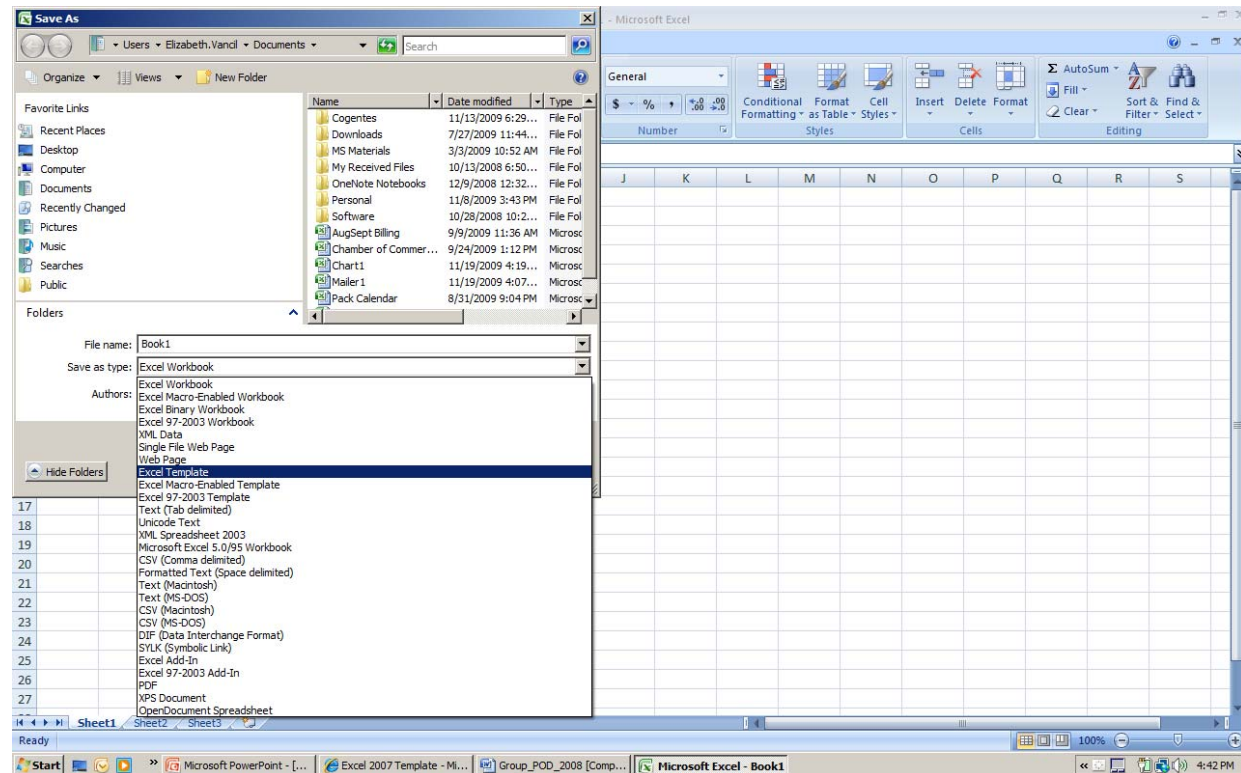 Save As
- Microsoft Excel
Users Elizabeth.Vancil Documents
Search
Organize Views New Folder
Favorite Links
Recent Places
Desktop
Computer
Documents
Recently Changed
Pictures
Music
Searches
Public
Folders
Name Date modified Type
Cogentes 11/13/2009 6:29... File Fol
Downloads 7/27/2009 11:44... File Fol
MS Materials 3/3/2009 10:52 AM File Fol
My Received Files 10/13/2008 6:50... File Fol
OneNote Notebooks 12/9/2008 12:32... File Fol
Personal 11/8/2009 3:43 PM File Fol
Software 10/28/2008 10:2... File Fol
AugSept Billing 9/9/2009 11:36 AM Microsc
Chamber of Commer... 9/24/2009 1:12 PM Microsc
Chart1 11/19/2009 4:19... Microsc
Mailer1 11/19/2009 4:07... Microsc
Pack Calendar 8/31/2009 9:04 PM Microsc
File name: Book1
Save as type: Excel Workbook
Authors:
Excel Workbook
Excel Macro-Enabled Workbook
Excel Binary Workbook
Excel 97-2003 Workbook
XML Data
Single File Web Page
Web Page
Excel Template
Excel Macro-Enabled Template
Excel 97-2003 Template
Text (Tab delimited)
Unicode Text
XML Spreadsheet 2003
Microsoft Excel 5.0/95 Workbook
CSV (Comma delimited)
Formatted Text (Space delimited)
Text (Macintosh)
Text (MS-DOS)
CSV (Macintosh)
CSV (MS-DOS)
DIF (Data Interchange Format)
SYLK (Symbolic Link)
Excel Add-In
Excel 97-2003 Add-In
PDF
XPS Document
OpenDocument Spreadsheet
Hide Folders
General
$ % , .0 .00 .00 .0
Number
Conditional Formatting
Format as Table
Cell Styles
Styles
Insert Delete Format
Cells
Σ AutoSum
Fill
Clear
Sort & Filter
Find & Select
Editing
J K L M N O P Q R S
17
18
19
20
21
22
23
24
25
26
27
Sheet1 Sheet2 Sheet3
Ready
100%
Start
Microsoft PowerPoint - [...
Excel 2007 Template - Mi...
Group_POD_2008 [Comp...
Microsoft Excel - Book1
4:42 PM